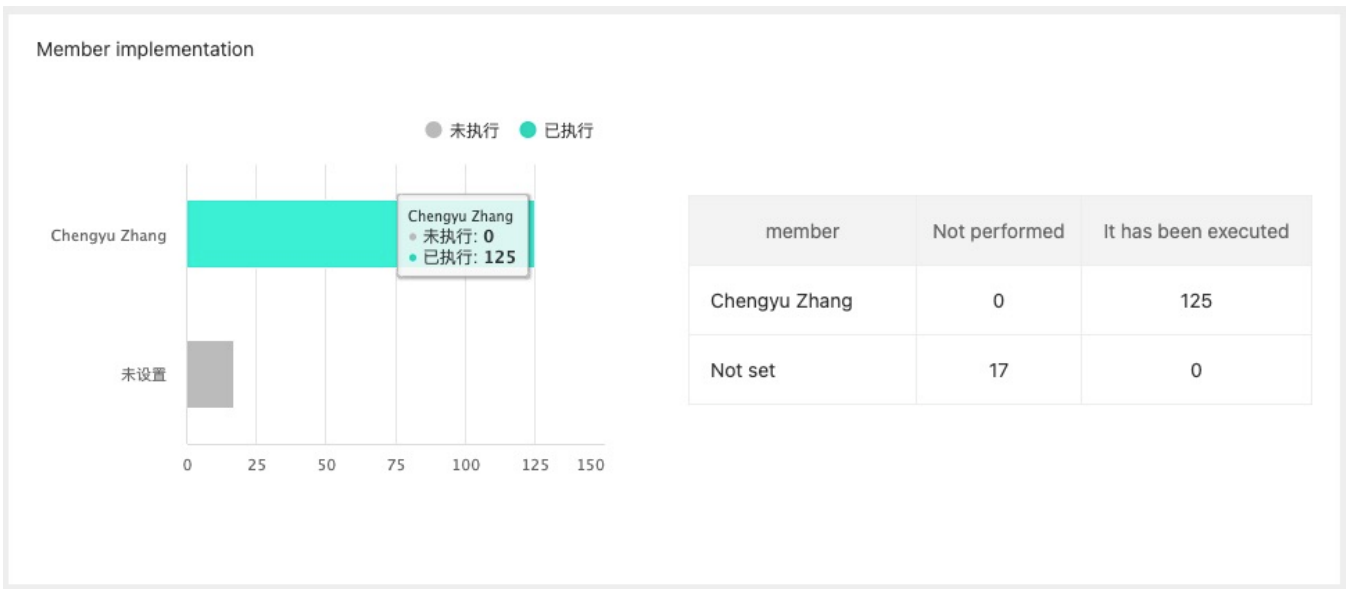 Member implementation
未执行 已执行
Chengyu Zhang
Chengyu Zhang
未执行: 0
已执行: 125
未设置
0 25 50 75 100 125 150
member Not performed It has been executed
Chengyu Zhang 0 125
Not set 17 0